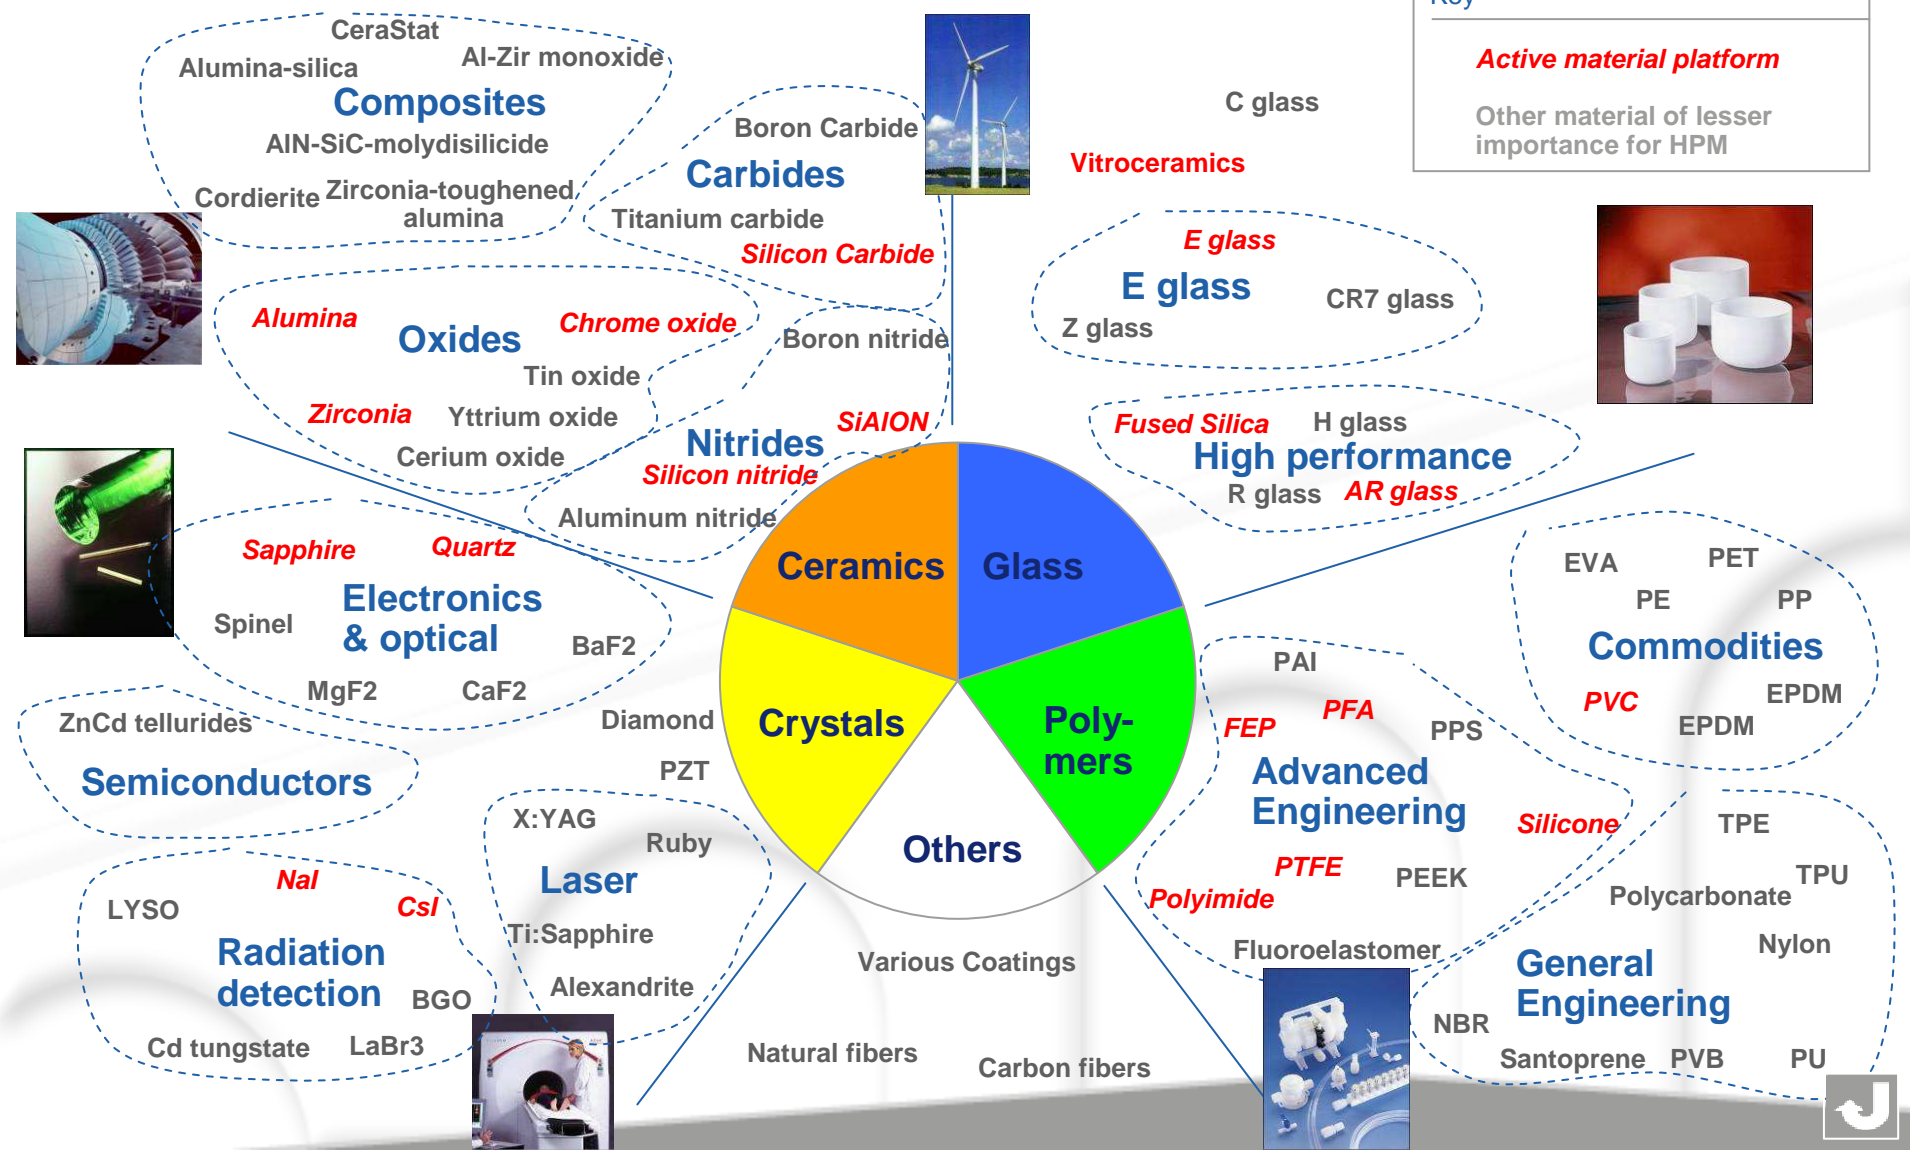 Key
Active material platform
Other material of lesser
importance for HPM
CeraStat
Al-Zir monoxide
Alumina-silica
Composites
AlN-SiC-molydisilicide
Cordierite
Zirconia-toughened
alumina
Boron Carbide
Carbides
Titanium carbide
Silicon Carbide
Alumina
Oxides
Chrome oxide
Tin oxide
Zirconia
Yttrium oxide
Cerium oxide
Boron nitride
SiAlON
Nitrides
Silicon nitride
Aluminum nitride
C glass
Vitroceramics
E glass
E glass
CR7 glass
Z glass
Fused Silica
H glass
High performance
R glass
AR glass
Ceramics
Glass
Crystals
Poly-
mers
Others
Sapphire
Quartz
Electronics
& optical
Spinel
BaF2
MgF2
CaF2
ZnCd tellurides
Semiconductors
Diamond
PZT
X:YAG
Ruby
Laser
Ti:Sapphire
Alexandrite
NaI
LYSO
CsI
Radiation
detection
BGO
Cd tungstate
LaBr3
Various Coatings
Natural fibers
Carbon fibers
EVA
PET
PE
PP
Commodities
PVC
EPDM
EPDM
PAI
FEP
PFA
PPS
Advanced
Engineering
Silicone
PTFE
PEEK
Polyimide
Fluoroelastomer
TPE
TPU
Polycarbonate
Nylon
General
Engineering
NBR
Santoprene
PVB
PU